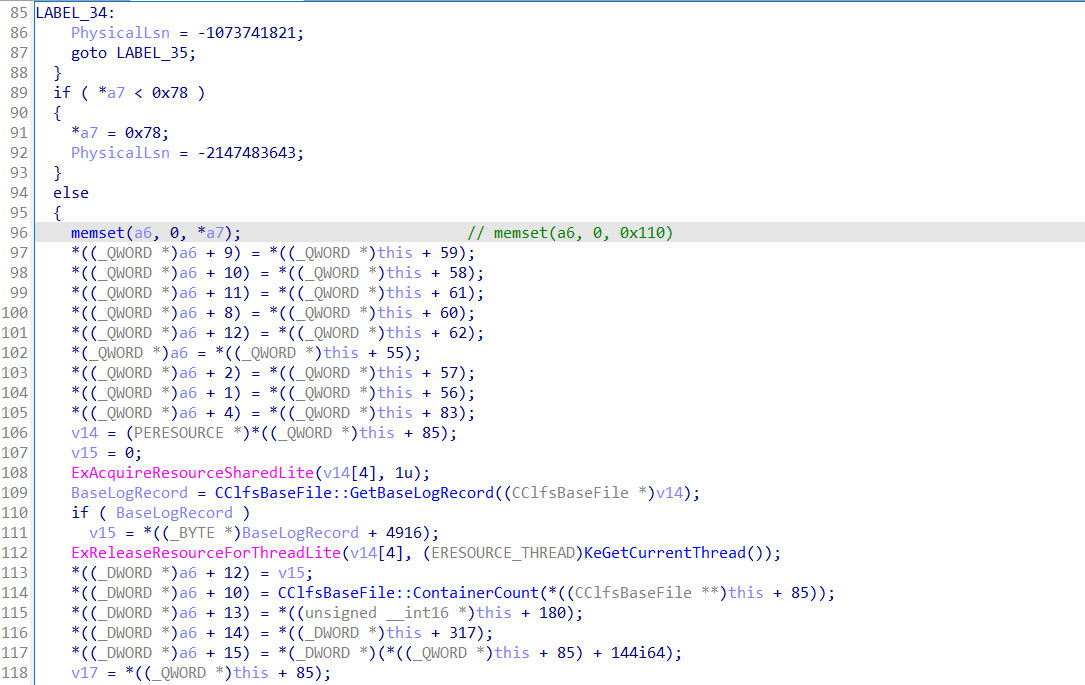 85 LABEL_34:
86     PhysicalLsn = -1073741821;
87     goto LABEL_35;
88   }
89   if ( *a7 < 0x78 )
90   {
91     *a7 = 0x78;
92     PhysicalLsn = -2147483643;
93   }
94   else
95   {
96     memset(a6, 0, *a7);                         // memset(a6, 0, 0x110)
97     *((_QWORD *)a6 + 9) = *((_QWORD *)this + 59);
98     *((_QWORD *)a6 + 10) = *((_QWORD *)this + 58);
99     *((_QWORD *)a6 + 11) = *((_QWORD *)this + 61);
100     *((_QWORD *)a6 + 8) = *((_QWORD *)this + 60);
101     *((_QWORD *)a6 + 12) = *((_QWORD *)this + 62);
102     *(_QWORD *)a6 = *((_QWORD *)this + 55);
103     *((_QWORD *)a6 + 2) = *((_QWORD *)this + 57);
104     *((_QWORD *)a6 + 1) = *((_QWORD *)this + 56);
105     *((_QWORD *)a6 + 4) = *((_QWORD *)this + 83);
106     v14 = (PERESOURCE *)*((_QWORD *)this + 85);
107     v15 = 0;
108     ExAcquireResourceSharedLite(v14[4], 1u);
109     BaseLogRecord = CClfsBaseFile::GetBaseLogRecord((CClfsBaseFile *)v14);
110     if ( BaseLogRecord )
111       v15 = *((_BYTE *)BaseLogRecord + 4916);
112     ExReleaseResourceForThreadLite(v14[4], (ERESOURCE_THREAD)KeGetCurrentThread());
113     *((_DWORD *)a6 + 12) = v15;
114     *((_DWORD *)a6 + 10) = CClfsBaseFile::ContainerCount(*((CClfsBaseFile **)this + 85));
115     *((_DWORD *)a6 + 13) = *((unsigned __int16 *)this + 180);
116     *((_DWORD *)a6 + 14) = *((_DWORD *)this + 317);
117     *((_DWORD *)a6 + 15) = *(_DWORD *)(*((_QWORD *)this + 85) + 144i64);
118     v17 = *((_QWORD *)this + 85);